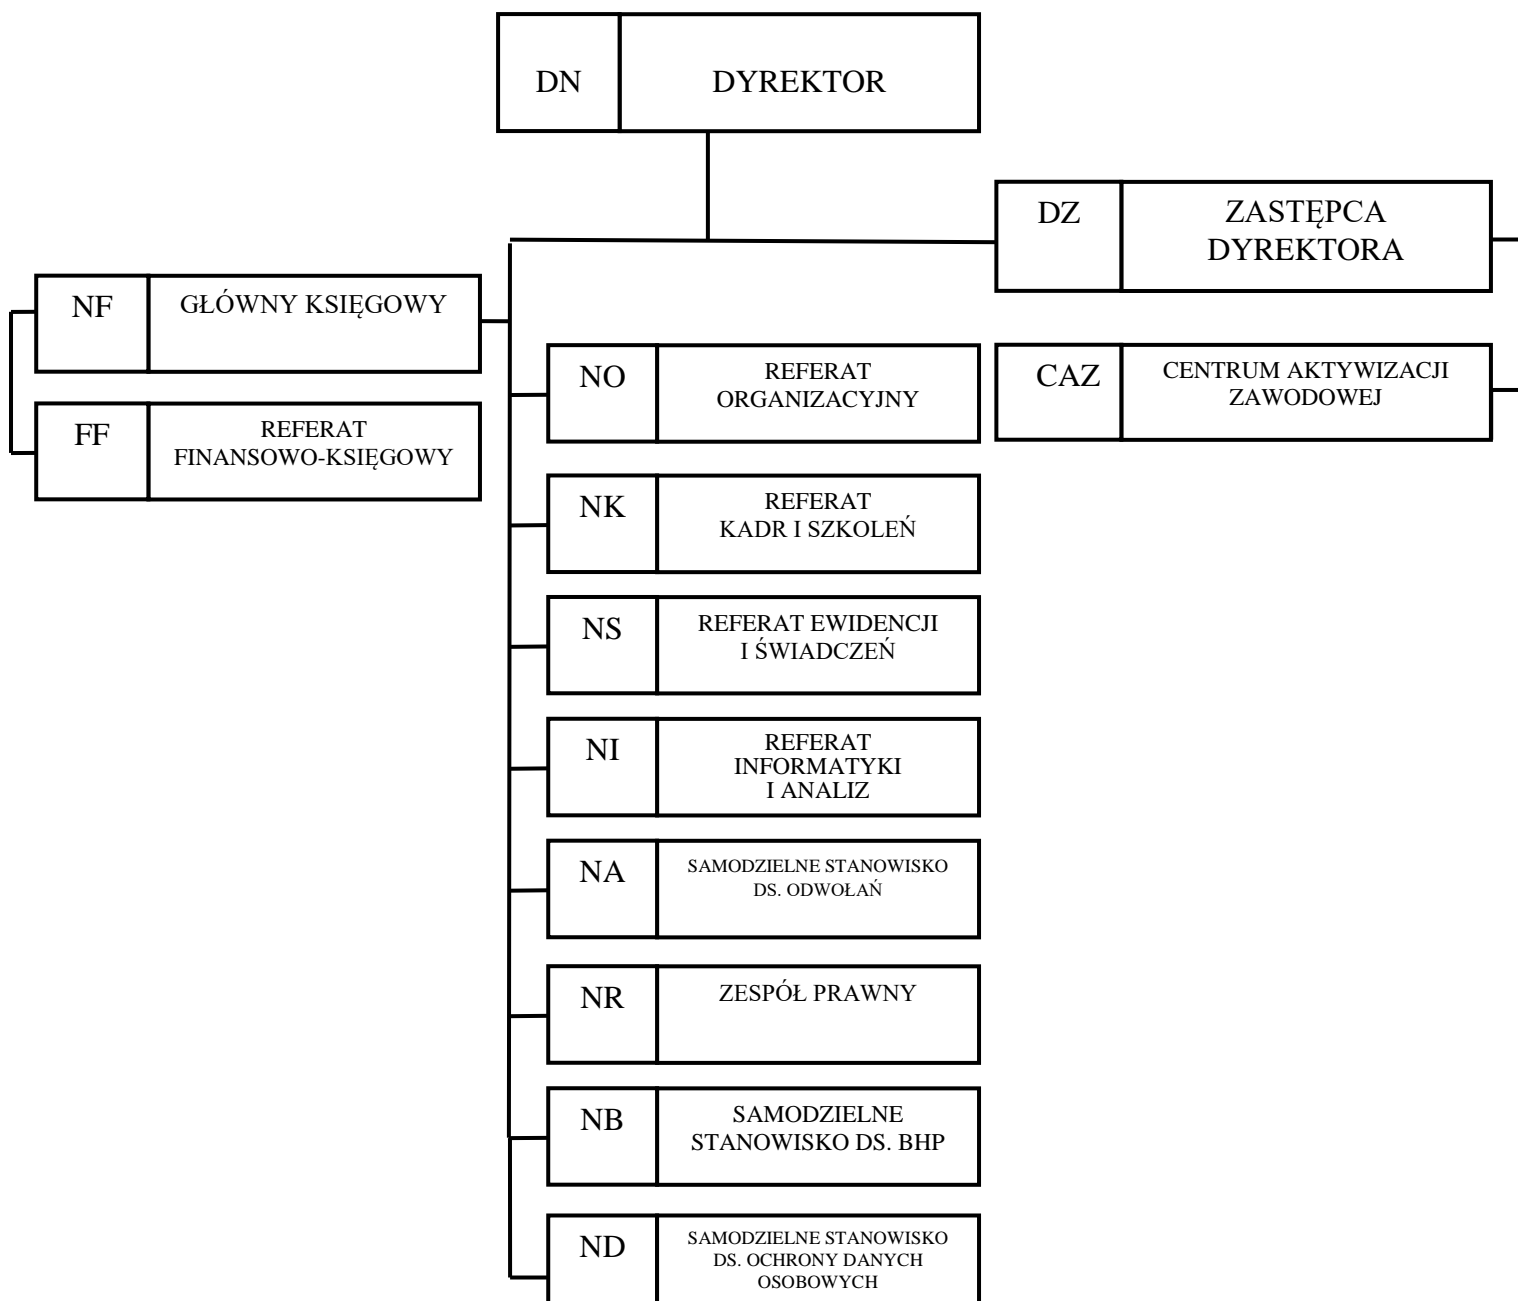 DN
DYREKTOR
DZ
ZASTĘPCA
DYREKTORA
NF
GŁÓWNY KSIĘGOWY
FF
REFERAT
FINANSOWO-KSIĘGOWY
NO
REFERAT
ORGANIZACYJNY
CAZ
CENTRUM AKTYWIZACJI
ZAWODOWEJ
NK
REFERAT
KADR I SZKOLEŃ
NS
REFERAT EWIDENCJI
I ŚWIADCZEŃ
NI
REFERAT
INFORMATYKI
I ANALIZ
NA
SAMODZIELNE STANOWISKO
DS. ODWOŁAŃ
NR
ZESPÓŁ PRAWNY
NB
SAMODZIELNE
STANOWISKO DS. BHP
ND
SAMODZIELNE STANOWISKO
DS. OCHRONY DANYCH
OSOBOWYCH